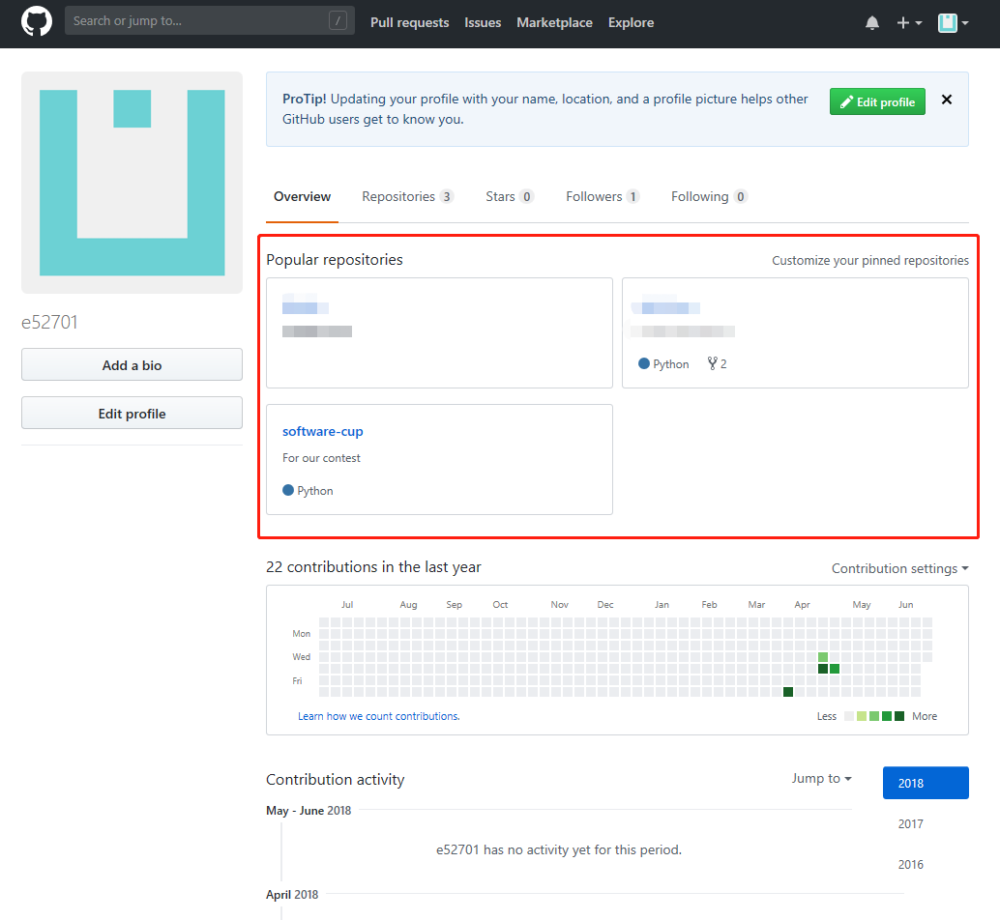 Search or jump to... / Pull requests Issues Marketplace Explore
ProTip! Updating your profile with your name, location, and a profile picture helps other
GitHub users get to know you.
Edit profile
Overview Repositories 3 Stars 0 Followers 1 Following 0
e52701
Add a bio
Edit profile
Popular repositories Customize your pinned repositories
Python 2
software-cup
For our contest
Python
22 contributions in the last year Contribution settings
Jul Aug Sep Oct Nov Dec Jan Feb Mar Apr May Jun
Mon
Wed
Fri
Learn how we count contributions. Less More
Contribution activity Jump to 2018
May - June 2018
2017
e52701 has no activity yet for this period.
2016
April 2018